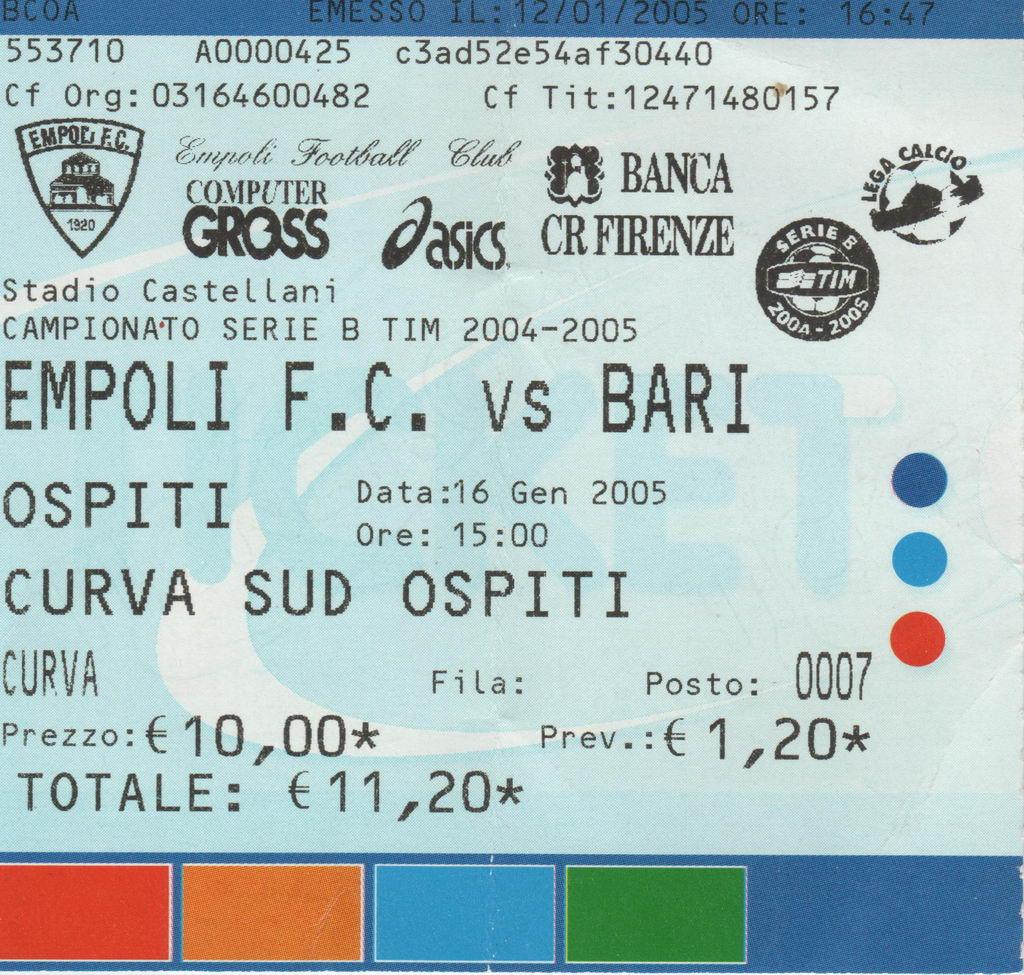 BCOA EMESSO IL: 12/01/2005 ORE: 16:47
553710 A0000425 c3ad52e54af30440
Cf Org: 03164600482 Cf Tit:12471480157
EMPOLI F.C.
1920
Empoli Football Club
COMPUTER
GROSS
asics
BANCA
CR FIRENZE
LEGA CALCIO
SERIE B
TIM
2004-2005
Stadio Castellani
CAMPIONATO SERIE B TIM 2004-2005
EMPOLI F.C. vs BARI
OSPITI Data:16 Gen 2005
Ore: 15:00
CURVA SUD OSPITI
CURVA Fila: Posto: 0007
Prezzo:€ 10,00* Prev.:€ 1,20*
TOTALE: €11,20*